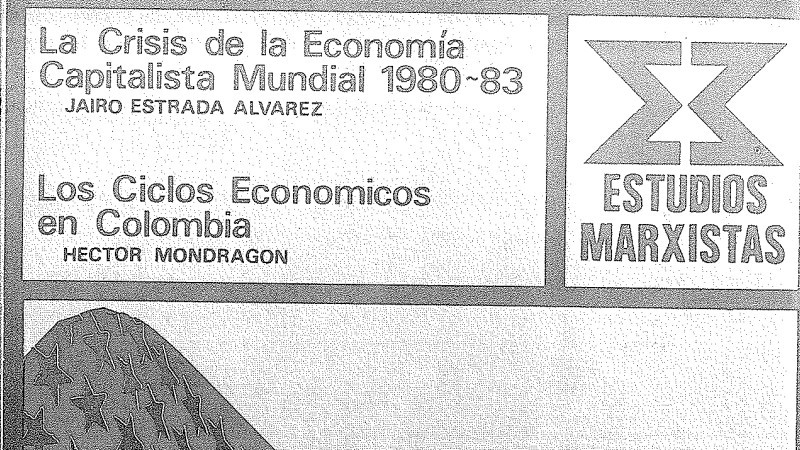 La Crisis de la Economía
Capitalista Mundial 1980~83
JAIRO ESTRADA ALVAREZ
Los Ciclos Economicos
en Colombia
HECTOR MONDRAGON
ESTUDIOS
MARXISTAS